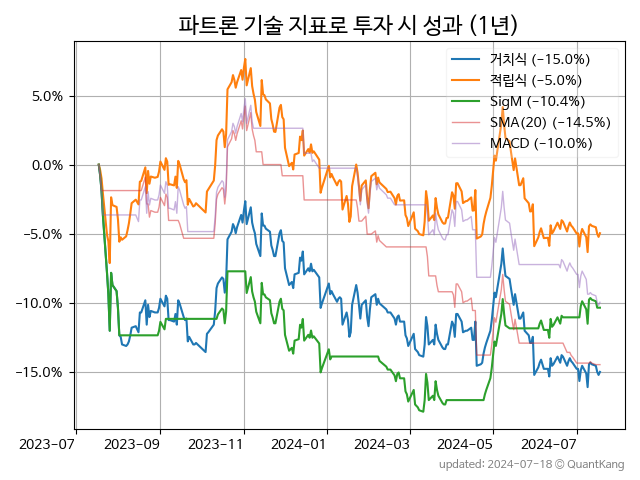 파트론 기술 지표로 투자 시 성과 (1년)
거치식 (−15.0%)
적립식 (−5.0%)
SigM (−10.4%)
SMA(20) (−14.5%)
MACD (−10.0%)
5.0%
0.0%
−5.0%
−10.0%
−15.0%
2023-07 2023-09 2023-11 2024-01 2024-03 2024-05 2024-07
updated: 2024-07-18 © QuantKang